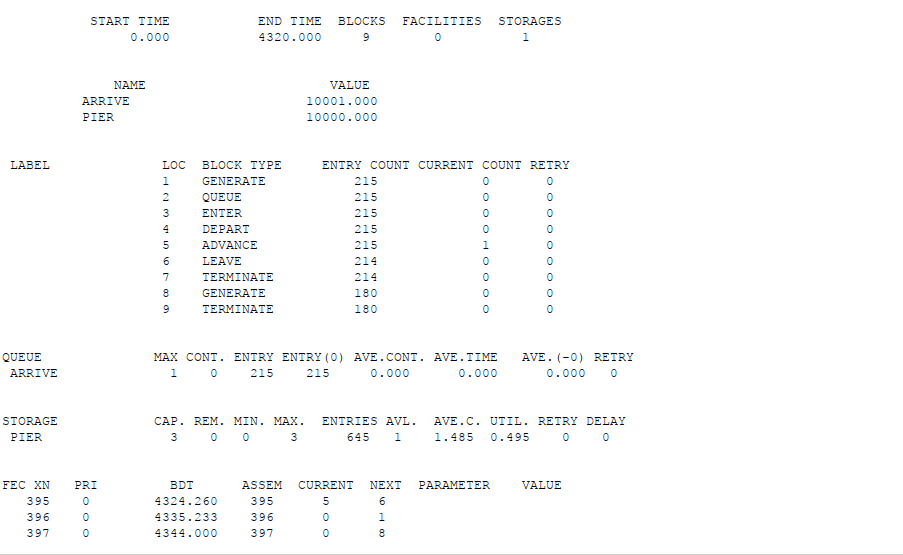 START TIME END TIME BLOCKS FACILITIES STORAGES
0.000 4320.000 9 0 1
NAME VALUE
ARRIVE 10001.000
PIER 10000.000
LABEL LOC BLOCK TYPE ENTRY COUNT CURRENT COUNT RETRY
1 GENERATE 215 0 0
2 QUEUE 215 0 0
3 ENTER 215 0 0
4 DEPART 215 0 0
5 ADVANCE 215 1 0
6 LEAVE 214 0 0
7 TERMINATE 214 0 0
8 GENERATE 180 0 0
9 TERMINATE 180 0 0
QUEUE MAX CONT. ENTRY ENTRY(0) AVE.CONT. AVE.TIME AVE.(-0) RETRY
ARRIVE 1 0 215 215 0.000 0.000 0.000 0
STORAGE CAP. REM. MIN. MAX. ENTRIES AVL. AVE.C. UTIL. RETRY DELAY
PIER 3 0 0 3 645 1 1.485 0.495 0 0
FEC XN PRI BDT ASSEM CURRENT NEXT PARAMETER VALUE
395 0 4324.260 395 5 6
396 0 4335.233 396 0 1
397 0 4344.000 397 0 8